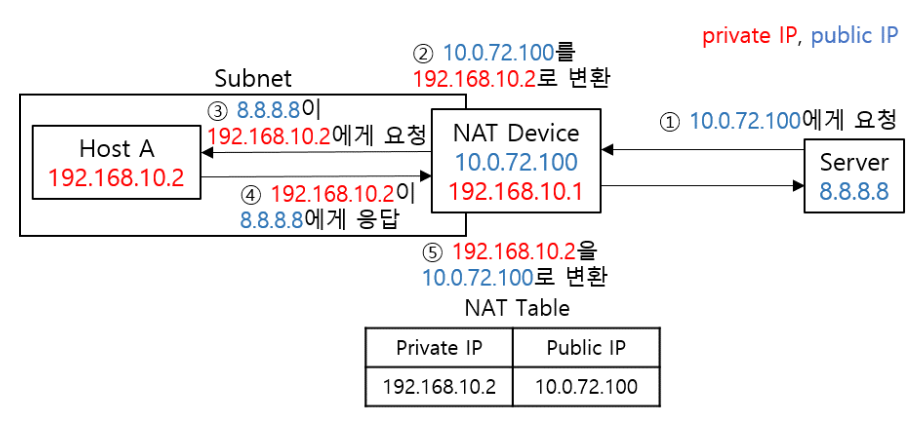 private IP, public IP
② 10.0.72.100를
192.168.10.2로 변환
Subnet
③ 8.8.8.8이
192.168.10.2에게 요청
① 10.0.72.100에게 요청
Host A
192.168.10.2
NAT Device
10.0.72.100
192.168.10.1
Server
8.8.8.8
④ 192.168.10.2이
8.8.8.8에게 응답
⑤ 192.168.10.2을
10.0.72.100로 변환
NAT Table
Private IP Public IP
192.168.10.2 10.0.72.100